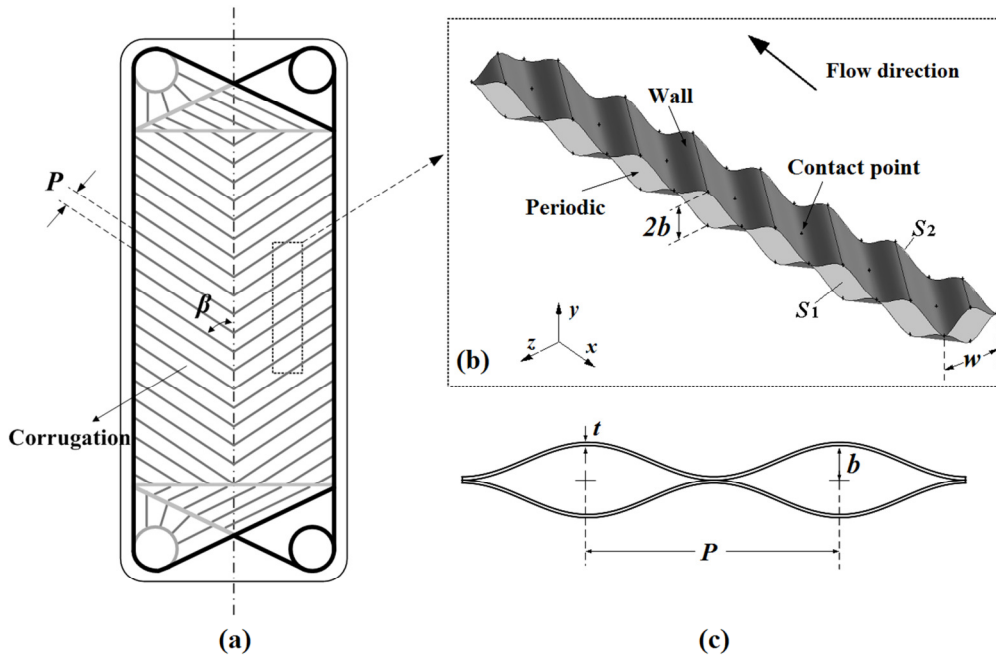 P
β
Corrugation
(a)
Flow direction
Wall
Contact point
Periodic
2b
S2
S1
y
z
x
w
(b)
t
b
P
(c)